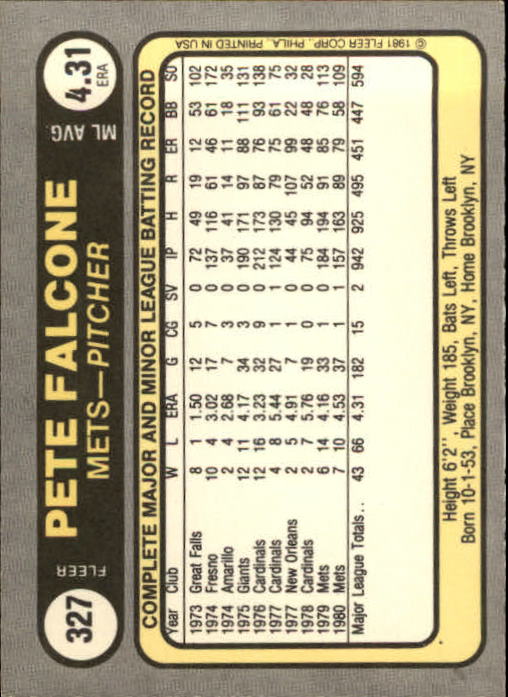 327
FLEER
PETE FALCONE
METS—PITCHER
ML AVG.
4.31
ERA
COMPLETE MAJOR AND MINOR LEAGUE BATTING RECORD
Year Club W L ERA G CG SV IP H R ER BB SO
1973 Great Falls 8 1 1.50 12 5 0 72 49 19 12 53 102
1974 Fresno 10 4 3.02 17 7 0 137 116 61 46 61 172
1974 Amarillo 2 4 2.68 7 3 0 37 41 14 11 18 35
1975 Giants 12 11 4.17 34 3 0 190 171 97 88 111 131
1976 Cardinals 12 16 3.23 32 9 0 212 173 87 76 93 138
1977 Cardinals 4 8 5.44 27 1 1 124 130 79 75 61 75
1977 New Orleans 2 5 4.91 7 1 0 44 45 107 99 22 32
1978 Cardinals 2 7 5.76 19 0 0 75 94 52 48 48 28
1979 Mets 6 14 4.16 33 1 0 184 194 91 85 76 113
1980 Mets 7 10 4.53 37 1 1 157 163 89 79 58 109
Major League Totals.. 43 66 4.31 182 15 2 942 925 495 451 447 594
Height 6'2'', Weight 185, Bats Left, Throws Left
Born 10-1-53, Place Brooklyn, NY, Home Brooklyn, NY
© 1981 FLEER CORP., PHILA., PRINTED IN USA